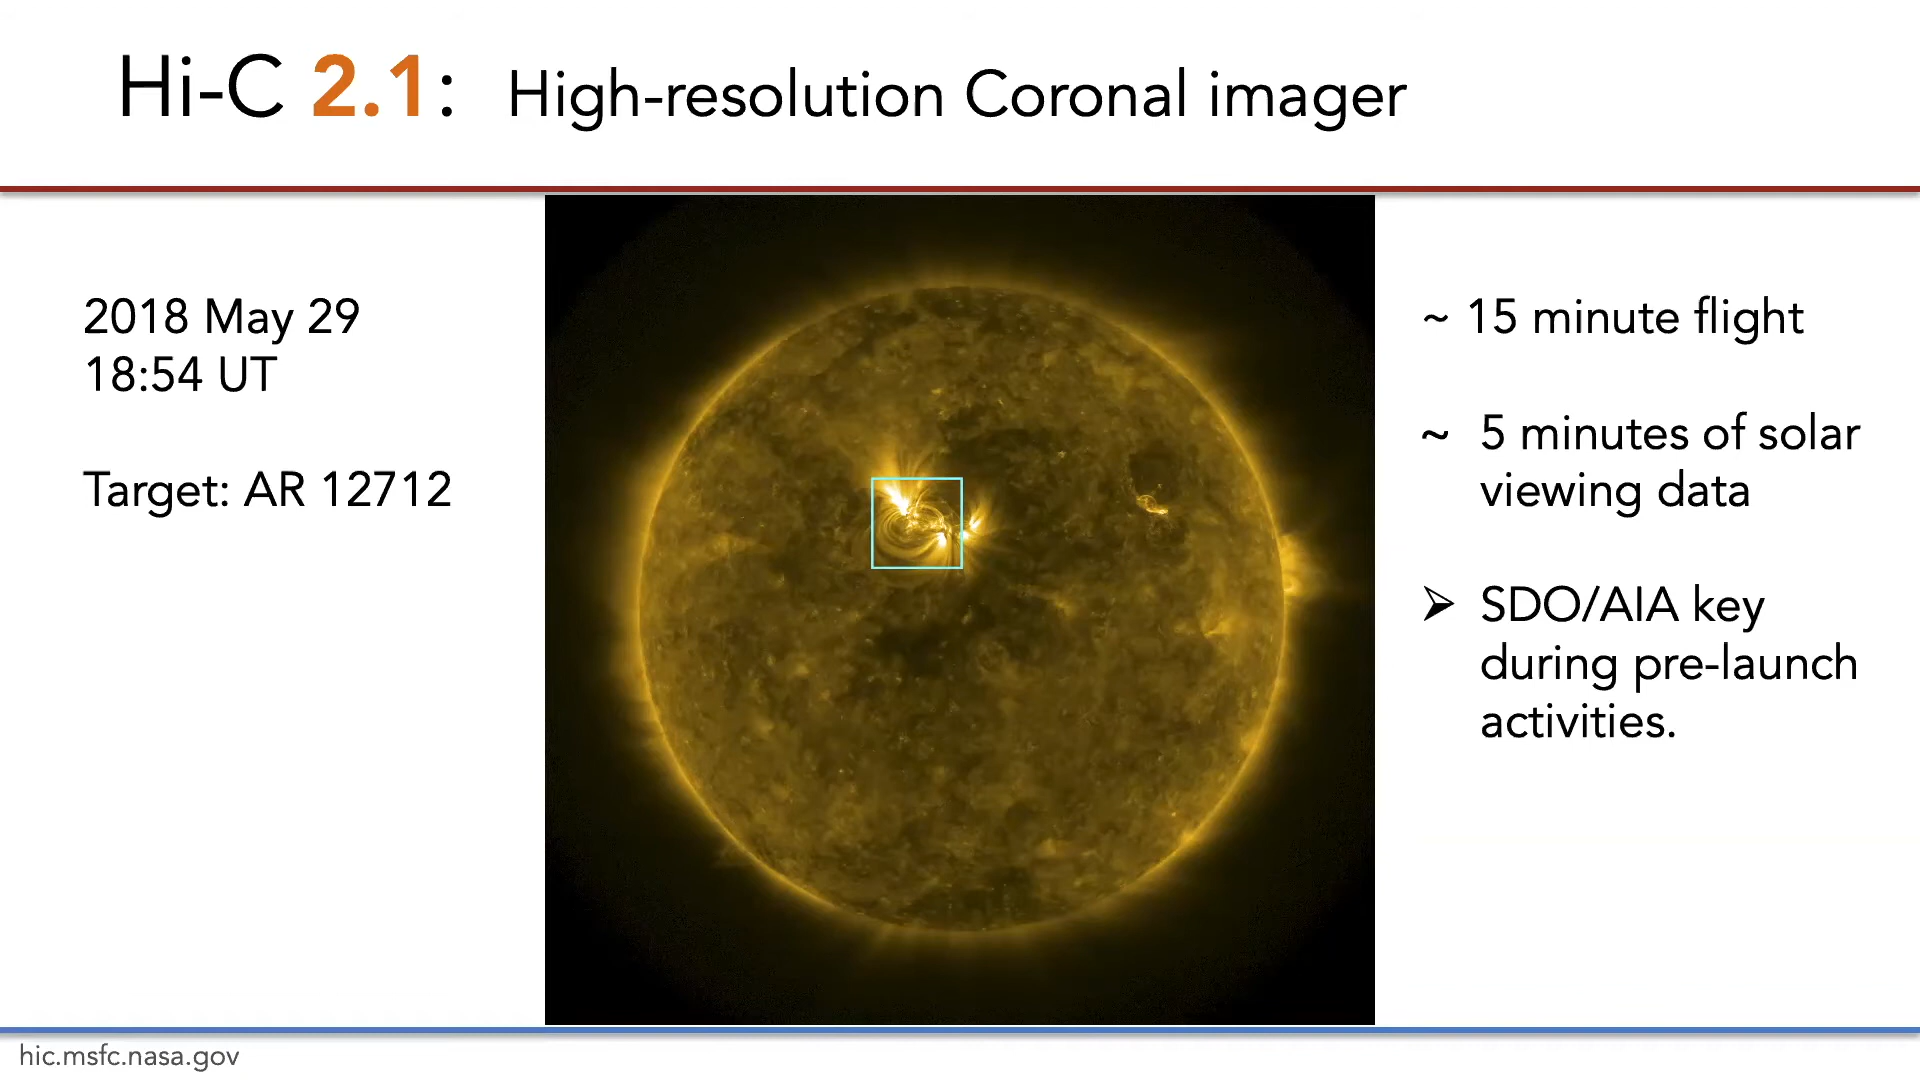 Hi-C 2.1: High-resolution Coronal imager
2018 May 29
18:54 UT
Target: AR 12712
~ 15 minute flight
~ 5 minutes of solar
viewing data
➢ SDO/AIA key
during pre-launch
activities.
hic.msfc.nasa.gov